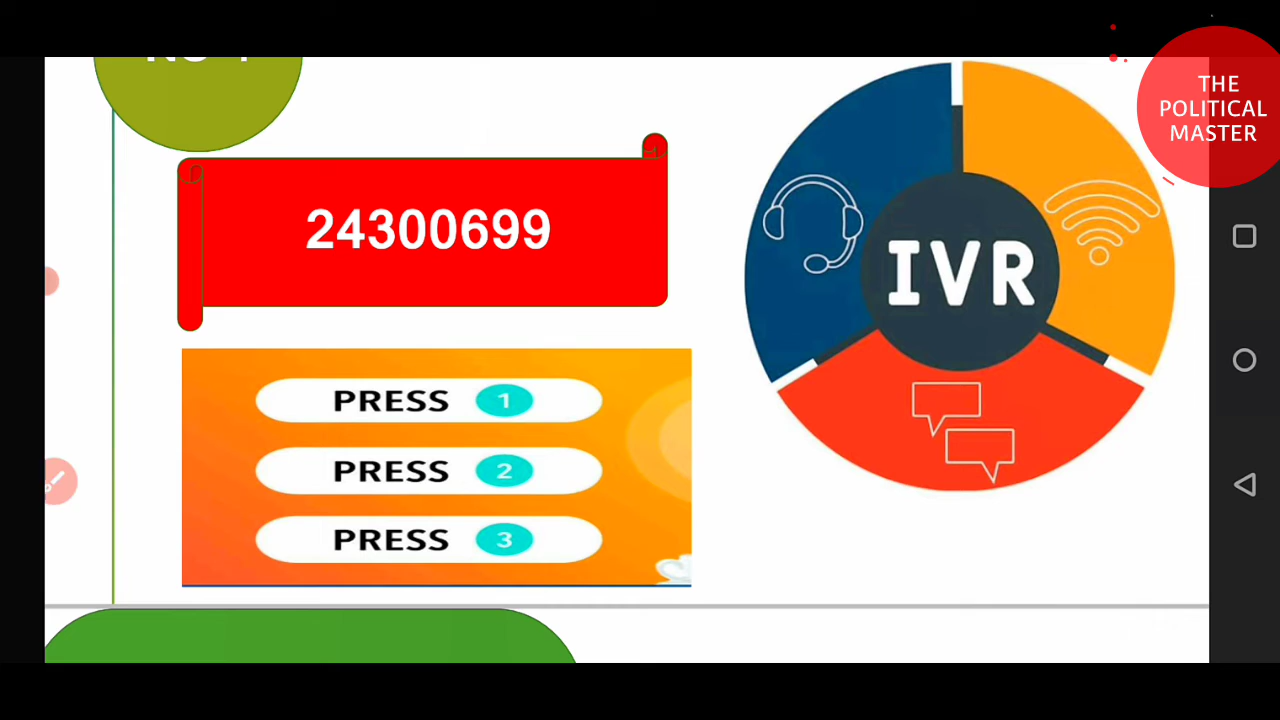 24300699
PRESS 1
PRESS 2
PRESS 3
IVR
THE
POLITICAL
MASTER